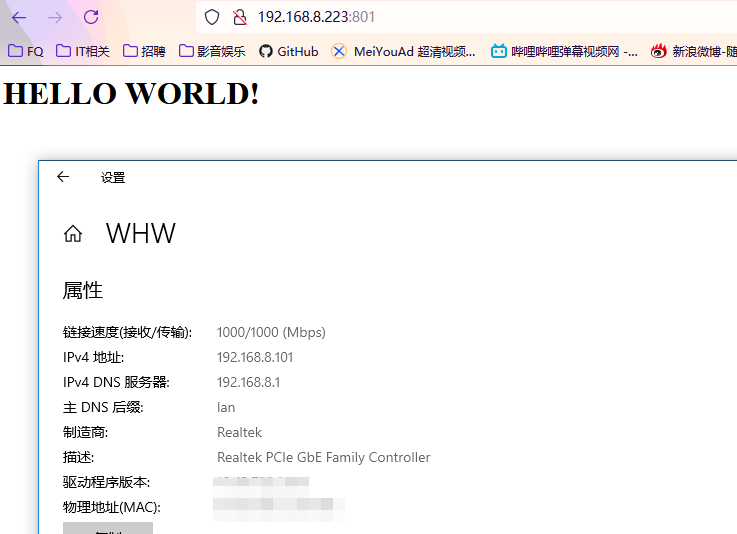 192.168.8.223:801
FQ IT相关 招聘 影音娱乐 GitHub MeiYouAd 超清视频... 哔哩哔哩弹幕视频网 -... 新浪微博-随
HELLO WORLD!
设置
WHW
属性
链接速度(接收/传输): 1000/1000 (Mbps)
IPv4 地址: 192.168.8.101
IPv4 DNS 服务器: 192.168.8.1
主 DNS 后缀: lan
制造商: Realtek
描述: Realtek PCIe GbE Family Controller
驱动程序版本:
物理地址(MAC):